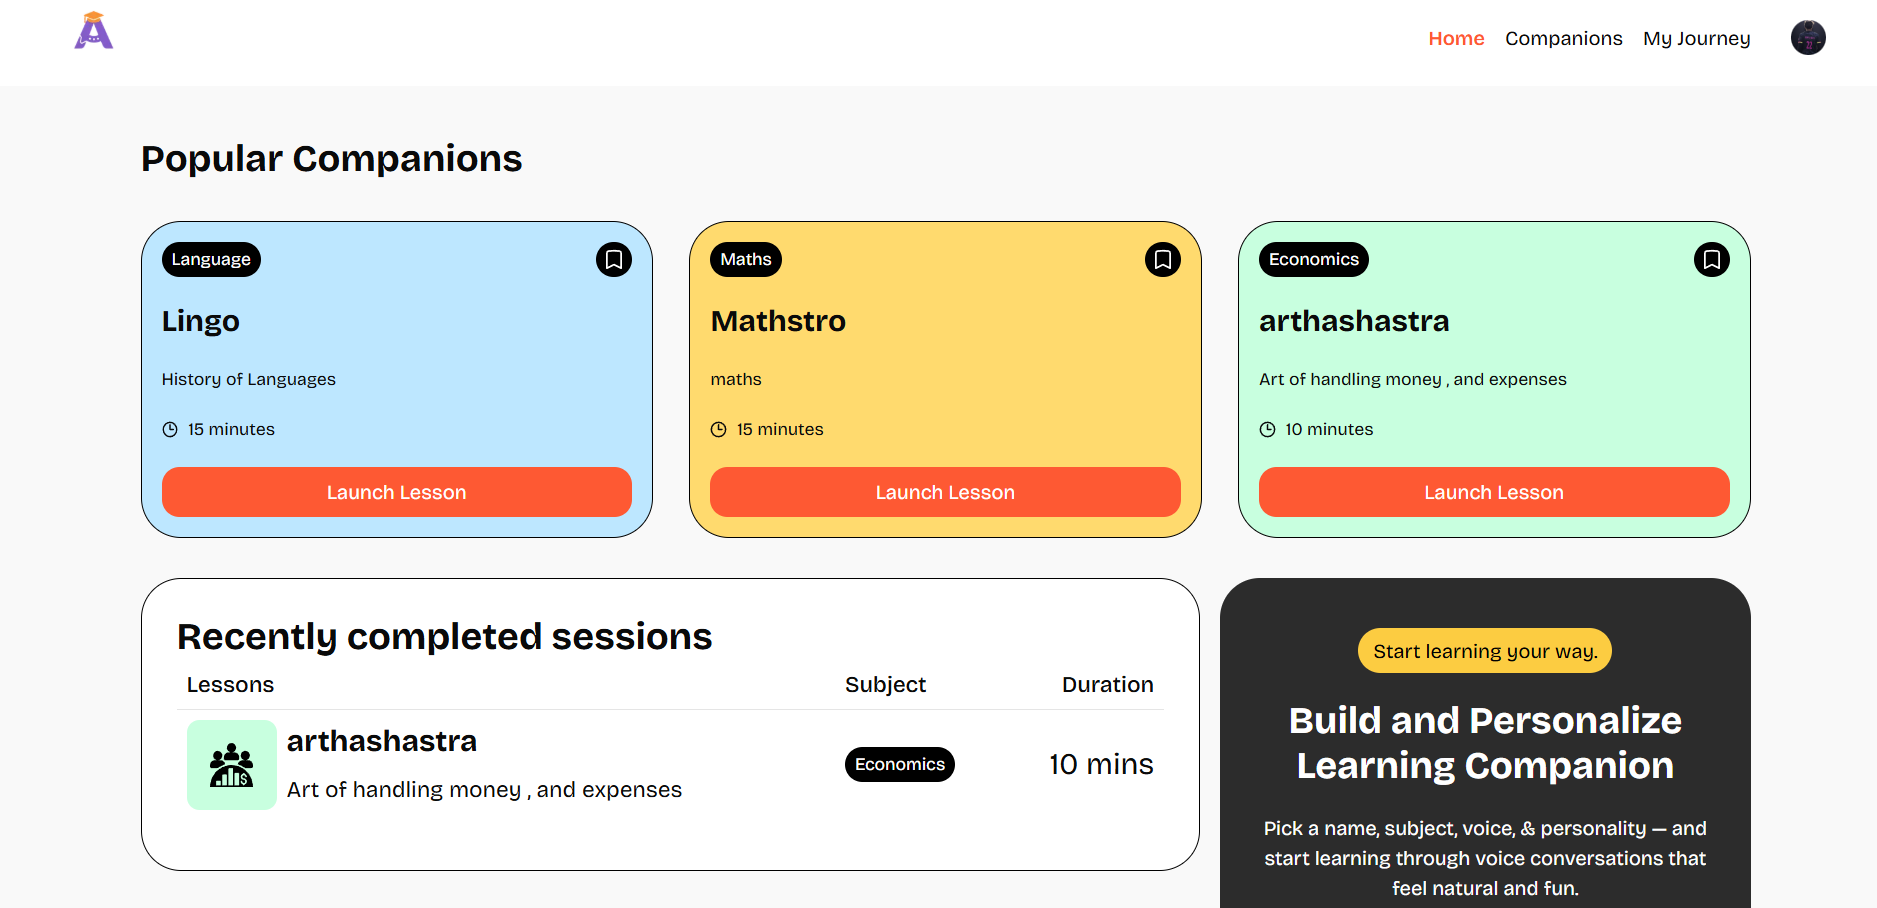 Home Companions My Journey
Popular Companions
Language
Lingo
History of Languages
15 minutes
Launch Lesson
Maths
Mathstro
maths
15 minutes
Launch Lesson
Economics
arthashastra
Art of handling money , and expenses
10 minutes
Launch Lesson
Recently completed sessions
Lessons Subject Duration
arthashastra
Art of handling money , and expenses
Economics
10 mins
Start learning your way.
Build and Personalize
Learning Companion
Pick a name, subject, voice, & personality — and
start learning through voice conversations that
feel natural and fun.